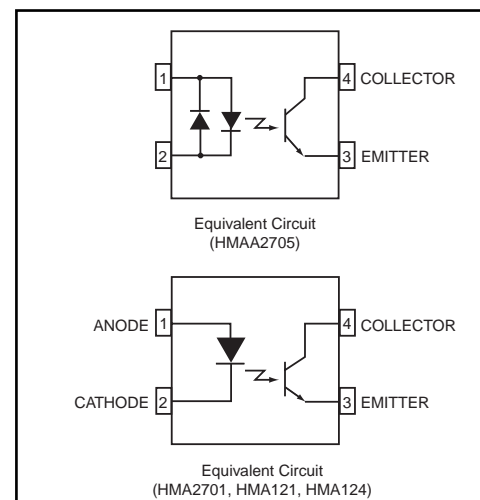 1
4 COLLECTOR
2
3 EMITTER
Equivalent Circuit
(HMAA2705)
ANODE 1
4 COLLECTOR
CATHODE 2
3 EMITTER
Equivalent Circuit
(HMA2701, HMA121, HMA124)